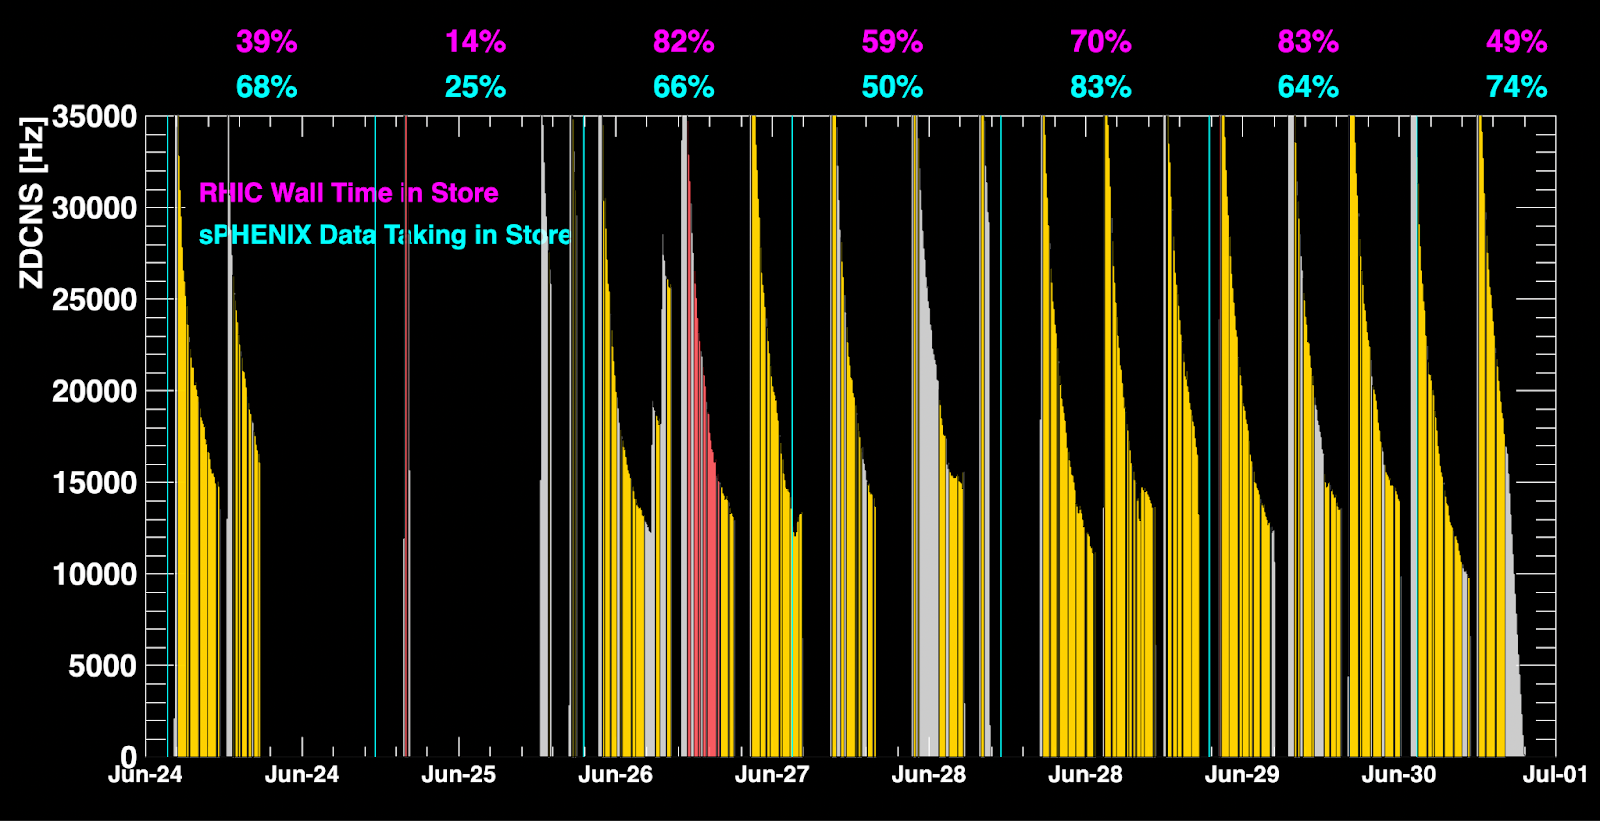 39% 14% 82% 59% 70% 83% 49%
68% 25% 66% 50% 83% 64% 74%
ZDCNS [Hz]
35000
30000
25000
20000
15000
10000
5000
0
RHIC Wall Time in Store
sPHENIX Data Taking in Store
Jun-24 Jun-24 Jun-25 Jun-26 Jun-27 Jun-28 Jun-28 Jun-29 Jun-30 Jul-01